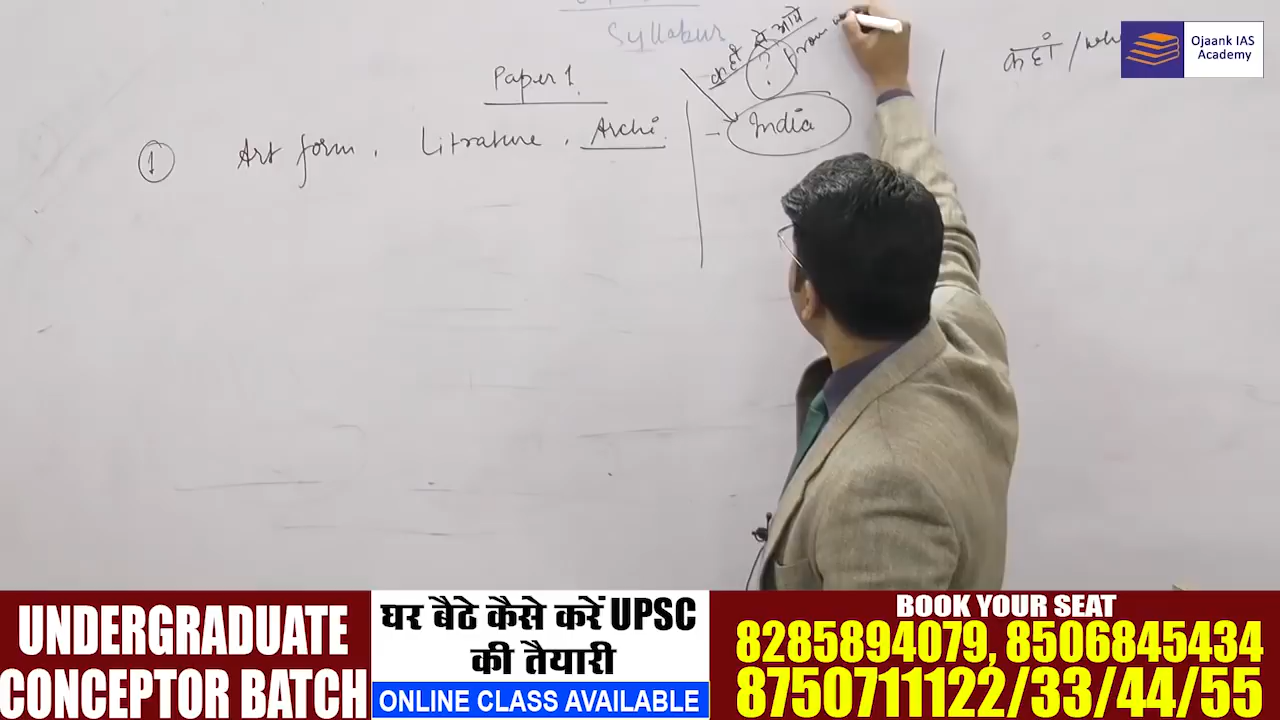 Syllabus
Paper 1
कहाँ से आये
?
from
कहाँ /
① Art form, Litrature, Archi.
- India
Ojaank IAS
Academy
UNDERGRADUATE
CONCEPTOR BATCH
घर बैठे कैसे करें UPSC
की तैयारी
ONLINE CLASS AVAILABLE
BOOK YOUR SEAT
8285894079, 8506845434
8750711122/33/44/55